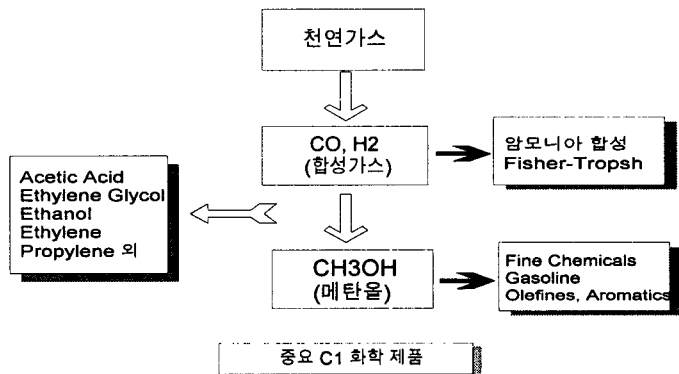 천연가스
CO, H2
(합성가스)
암모니아 합성
Fisher-Tropsh
Acetic Acid
Ethylene Glycol
Ethanol
Ethylene
Propylene 외
CH3OH
(메탄올)
Fine Chemicals
Gasoline
Olefines, Aromatics
중요 C1 화학 제품